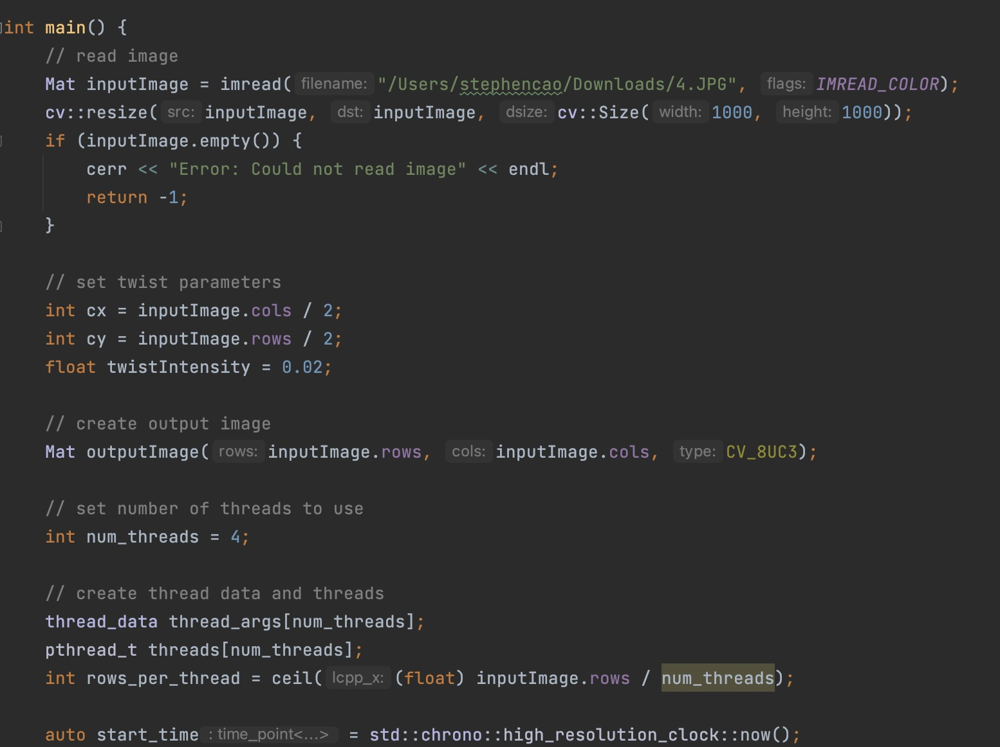 int main() {
// read image
Mat inputImage = imread( filename: "/Users/stephencao/Downloads/4.JPG", flags: IMREAD_COLOR);
cv::resize( src: inputImage, dst: inputImage, dsize: cv::Size( width: 1000, height: 1000));
if (inputImage.empty()) {
cerr << "Error: Could not read image" << endl;
return -1;
}
// set twist parameters
int cx = inputImage.cols / 2;
int cy = inputImage.rows / 2;
float twistIntensity = 0.02;
// create output image
Mat outputImage( rows: inputImage.rows, cols: inputImage.cols, type: CV_8UC3);
// set number of threads to use
int num_threads = 4;
// create thread data and threads
thread_data thread_args[num_threads];
pthread_t threads[num_threads];
int rows_per_thread = ceil( lcpp_x: (float) inputImage.rows / num_threads);
auto start_time : time_point<...> = std::chrono::high_resolution_clock::now();